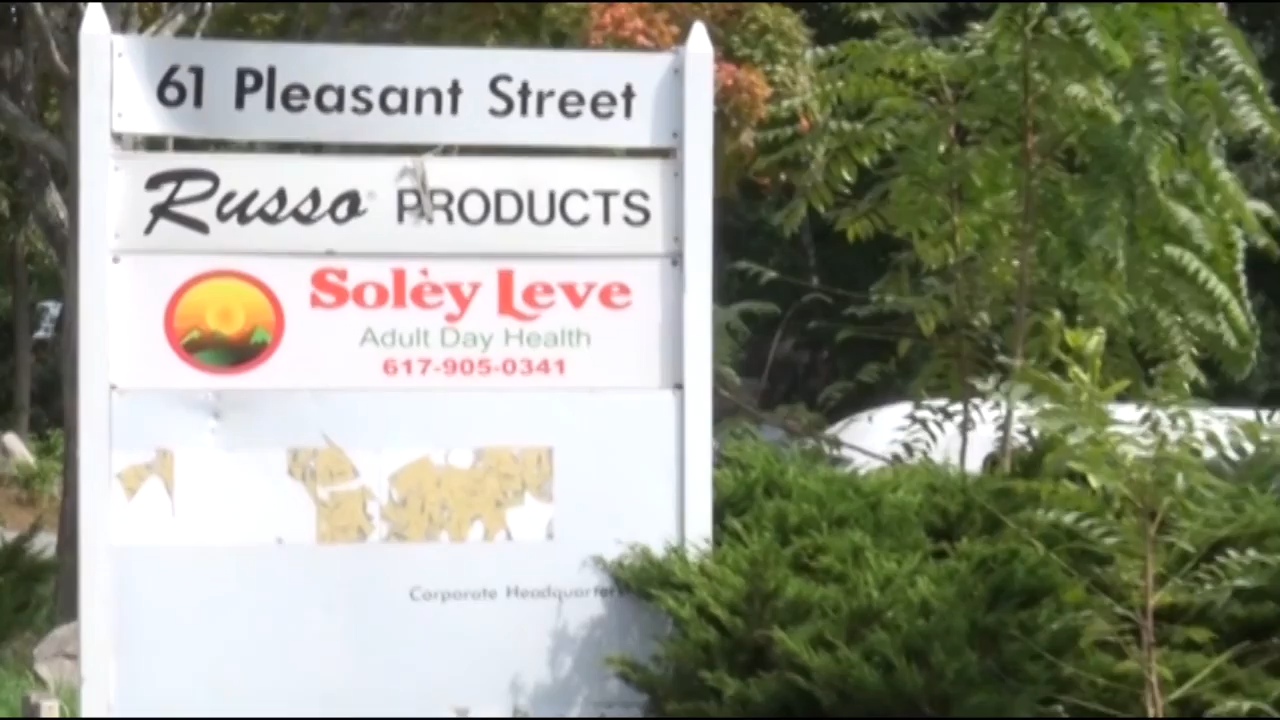 61 Pleasant Street
Russo PRODUCTS
Solèy Leve
Adult Day Health
617-905-0341
Corporate Headquarters